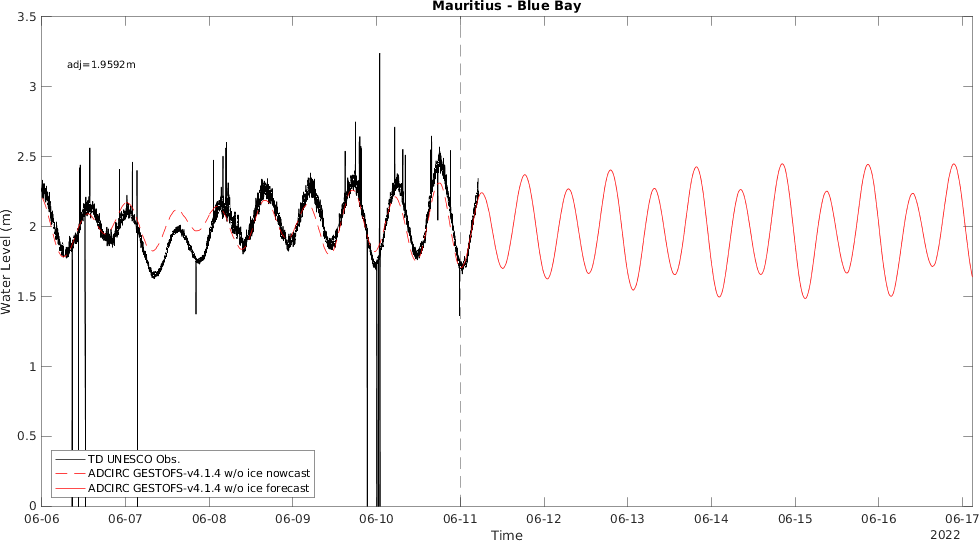 Mauritius - Blue Bay
3.5
adj=1.9592m
3
2.5
2
Water Level (m)
1.5
1
0.5
TD UNESCO Obs.
ADCIRC GESTOFS-v4.1.4 w/o ice nowcast
ADCIRC GESTOFS-v4.1.4 w/o ice forecast
0
06-06 06-07 06-08 06-09 06-10 06-11 06-12 06-13 06-14 06-15 06-16 06-17
Time 2022